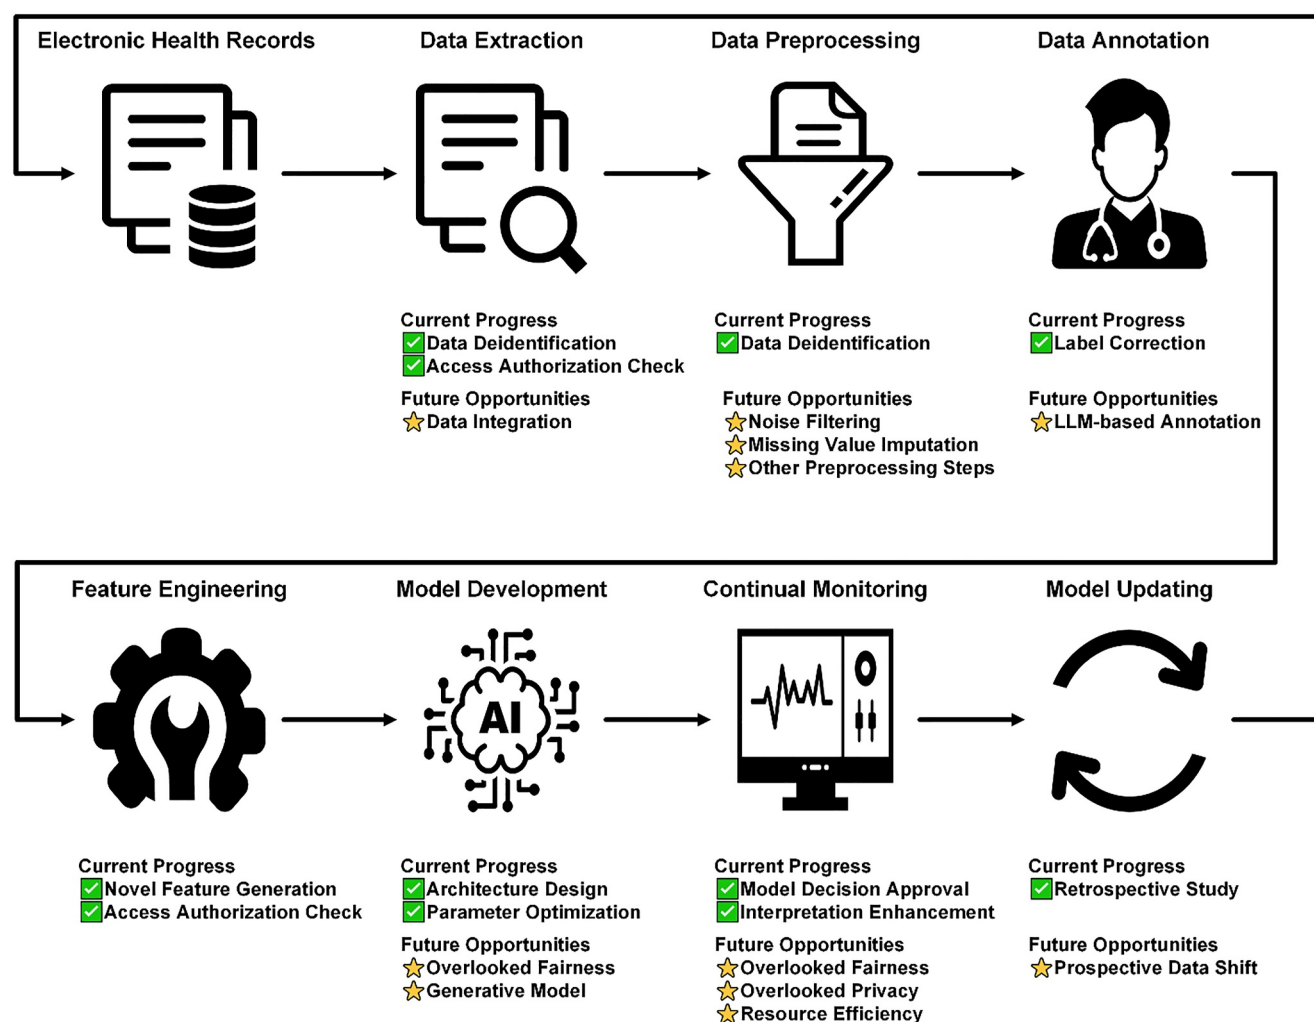 Electronic Health Records
Data Extraction
Current Progress
Data Deidentification
Access Authorization Check
Future Opportunities
Data Integration
Data Preprocessing
Current Progress
Data Deidentification
Future Opportunities
Noise Filtering
Missing Value Imputation
Other Preprocessing Steps
Data Annotation
Current Progress
Label Correction
Future Opportunities
LLM-based Annotation
Feature Engineering
Current Progress
Novel Feature Generation
Access Authorization Check
Model Development
AI
Current Progress
Architecture Design
Parameter Optimization
Future Opportunities
Overlooked Fairness
Generative Model
Continual Monitoring
Current Progress
Model Decision Approval
Interpretation Enhancement
Future Opportunities
Overlooked Fairness
Overlooked Privacy
Resource Efficiency
Model Updating
Current Progress
Retrospective Study
Future Opportunities
Prospective Data Shift